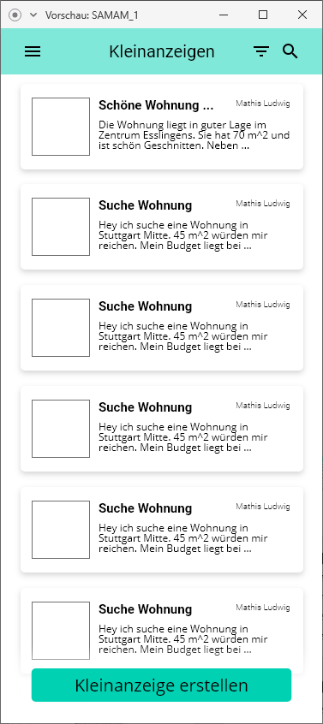 Vorschau: SAMAM_1
Kleinanzeigen
Schöne Wohnung ...
Mathis Ludwig
Die Wohnung liegt in guter Lage im
Zentrum Esslingens. Sie hat 70 m^2 und
ist schön Geschnitten. Neben ...
Suche Wohnung
Mathis Ludwig
Hey ich suche eine Wohnung in
Stuttgart Mitte. 45 m^2 würden mir
reichen. Mein Budget liegt bei ...
Suche Wohnung
Mathis Ludwig
Hey ich suche eine Wohnung in
Stuttgart Mitte. 45 m^2 würden mir
reichen. Mein Budget liegt bei ...
Suche Wohnung
Mathis Ludwig
Hey ich suche eine Wohnung in
Stuttgart Mitte. 45 m^2 würden mir
reichen. Mein Budget liegt bei ...
Suche Wohnung
Mathis Ludwig
Hey ich suche eine Wohnung in
Stuttgart Mitte. 45 m^2 würden mir
reichen. Mein Budget liegt bei ...
Suche Wohnung
Mathis Ludwig
Hey ich suche eine Wohnung in
Stuttgart Mitte. 45 m^2 würden mir
reichen. Mein Budget liegt bei ...
Kleinanzeige erstellen